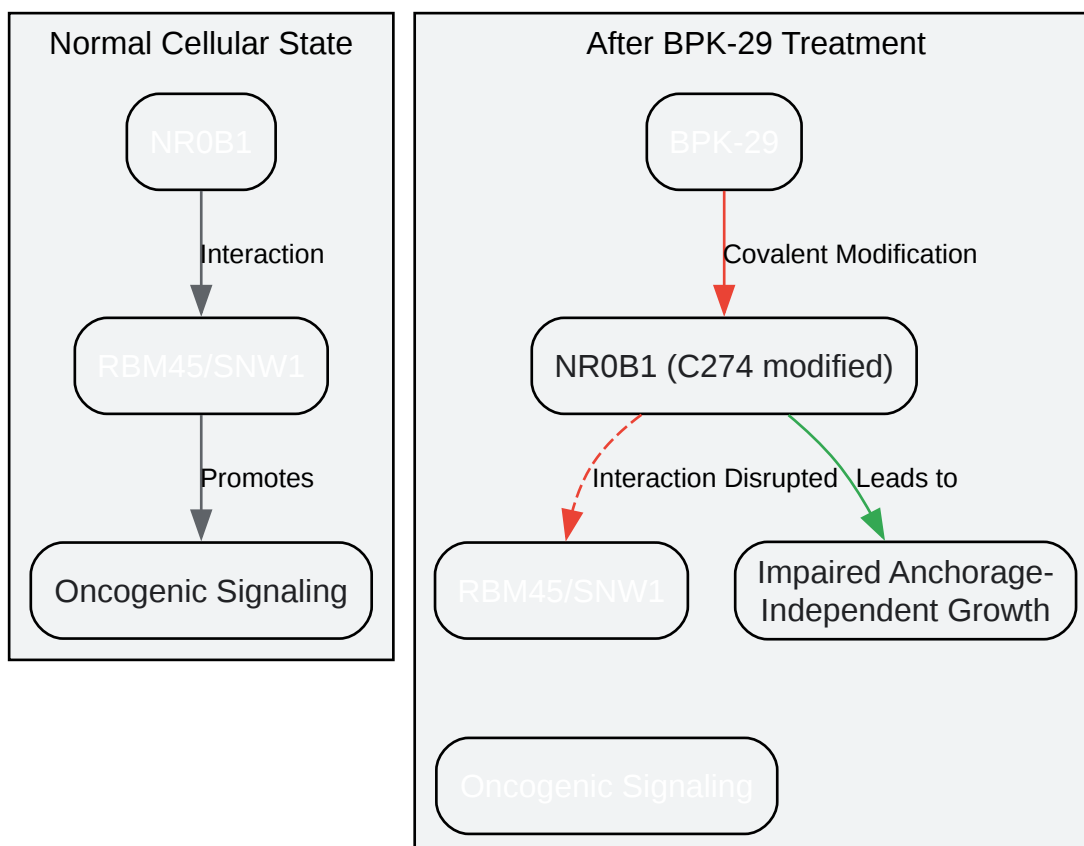 Normal Cellular State
NR0B1
Interaction
RBM45/SNW1
Promotes
Oncogenic Signaling
After BPK-29 Treatment
BPK-29
Covalent Modification
NR0B1 (C274 modified)
Interaction Disrupted
Leads to
RBM45/SNW1
Impaired Anchorage-
Independent Growth
Oncogenic Signaling